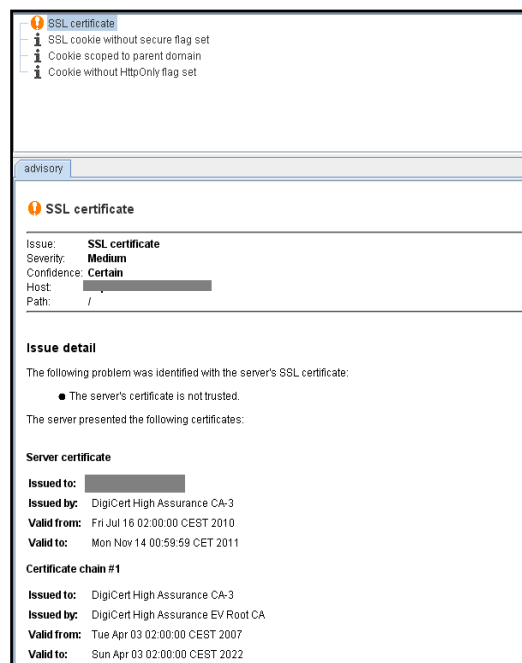 SSL certificate
SSL cookie without secure flag set
Cookie scoped to parent domain
Cookie without HttpOnly flag set
advisory
SSL certificate
Issue: SSL certificate
Severity: Medium
Confidence: Certain
Host:
Path: /
Issue detail
The following problem was identified with the server's SSL certificate:
The server's certificate is not trusted.
The server presented the following certificates:
Server certificate
Issued to:
Issued by: DigiCert High Assurance CA-3
Valid from: Fri Jul 16 02:00:00 CEST 2010
Valid to: Mon Nov 14 00:59:59 CET 2011
Certificate chain #1
Issued to: DigiCert High Assurance CA-3
Issued by: DigiCert High Assurance EV Root CA
Valid from: Tue Apr 03 02:00:00 CEST 2007
Valid to: Sun Apr 03 02:00:00 CEST 2022